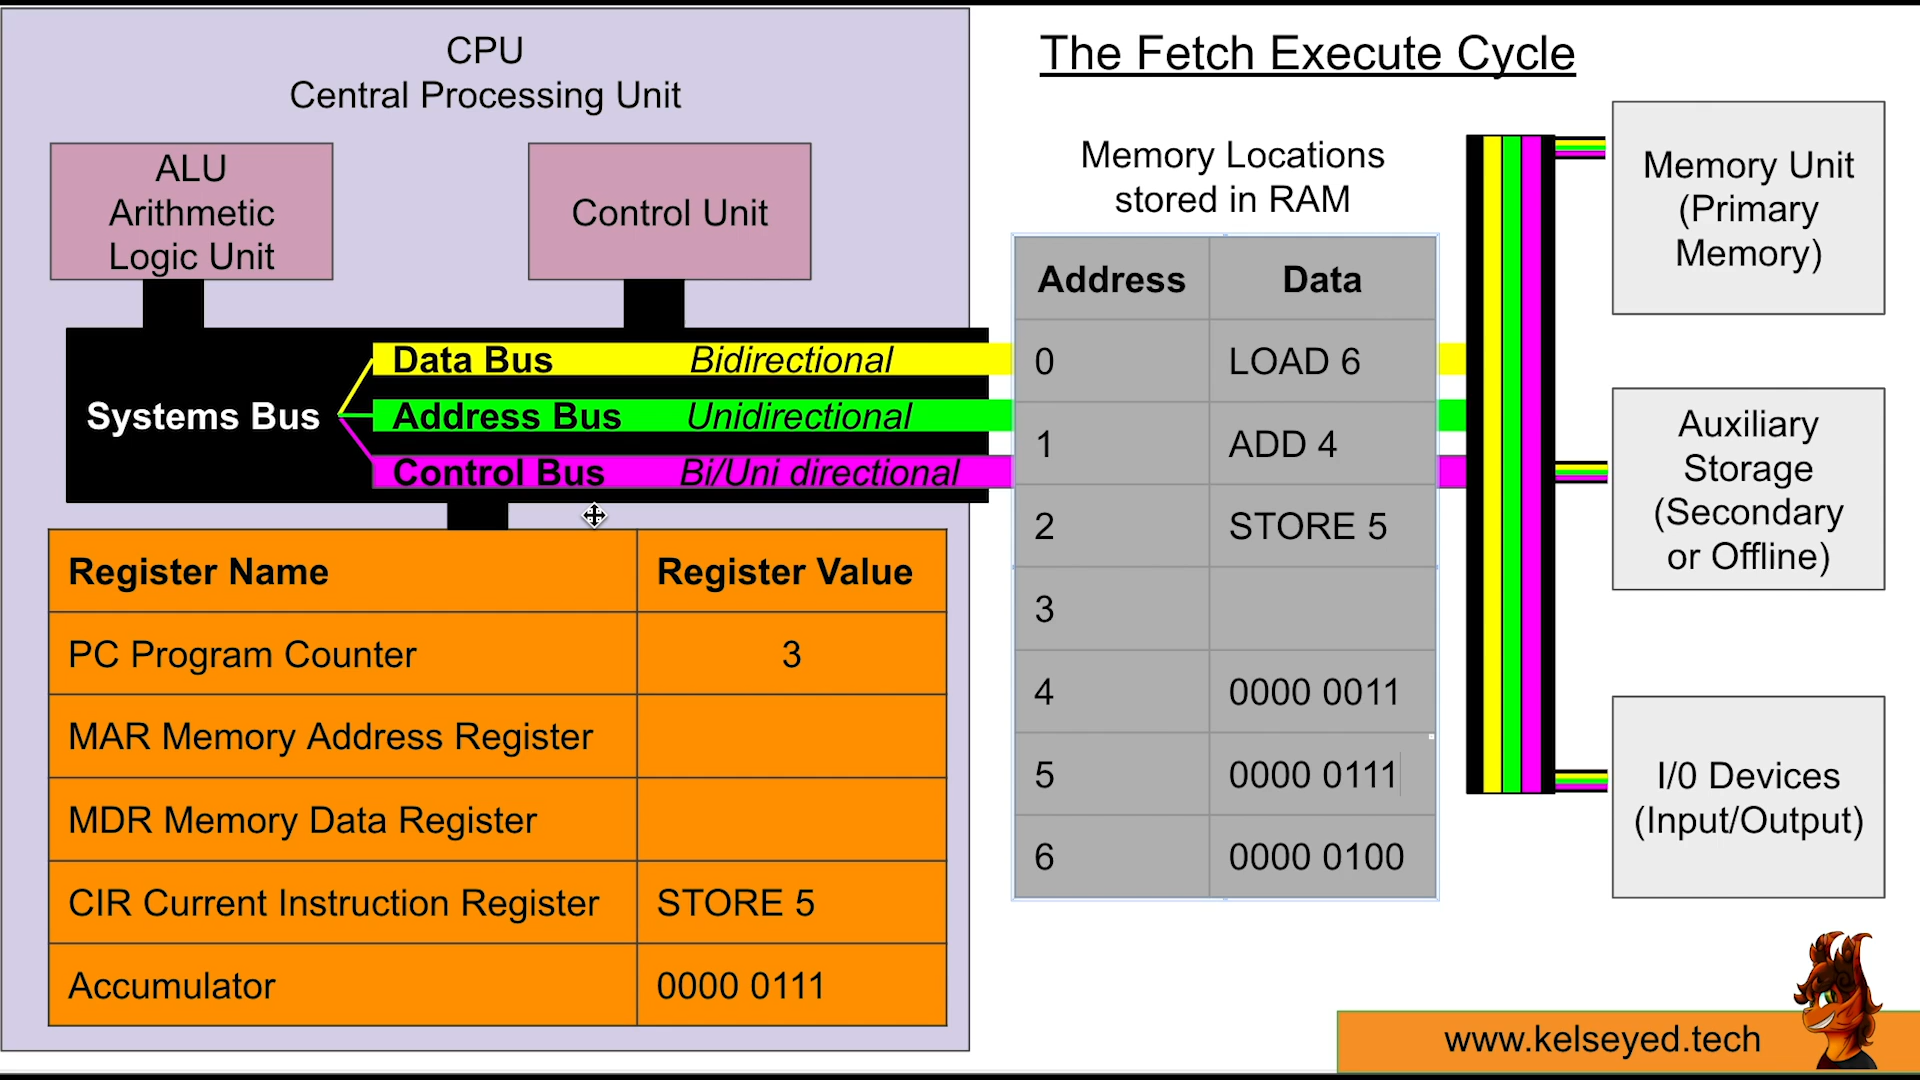 CPU
Central Processing Unit
The Fetch Execute Cycle
ALU
Arithmetic
Logic Unit
Control Unit
Systems Bus
Data Bus Bidirectional
Address Bus Unidirectional
Control Bus Bi/Uni directional
Register Name Register Value
PC Program Counter 3
MAR Memory Address Register
MDR Memory Data Register
CIR Current Instruction Register STORE 5
Accumulator 0000 0111
Memory Locations
stored in RAM
Address Data
0 LOAD 6
1 ADD 4
2 STORE 5
3
4 0000 0011
5 0000 0111
6 0000 0100
Memory Unit
(Primary
Memory)
Auxiliary
Storage
(Secondary
or Offline)
I/0 Devices
(Input/Output)
www.kelseyed.tech